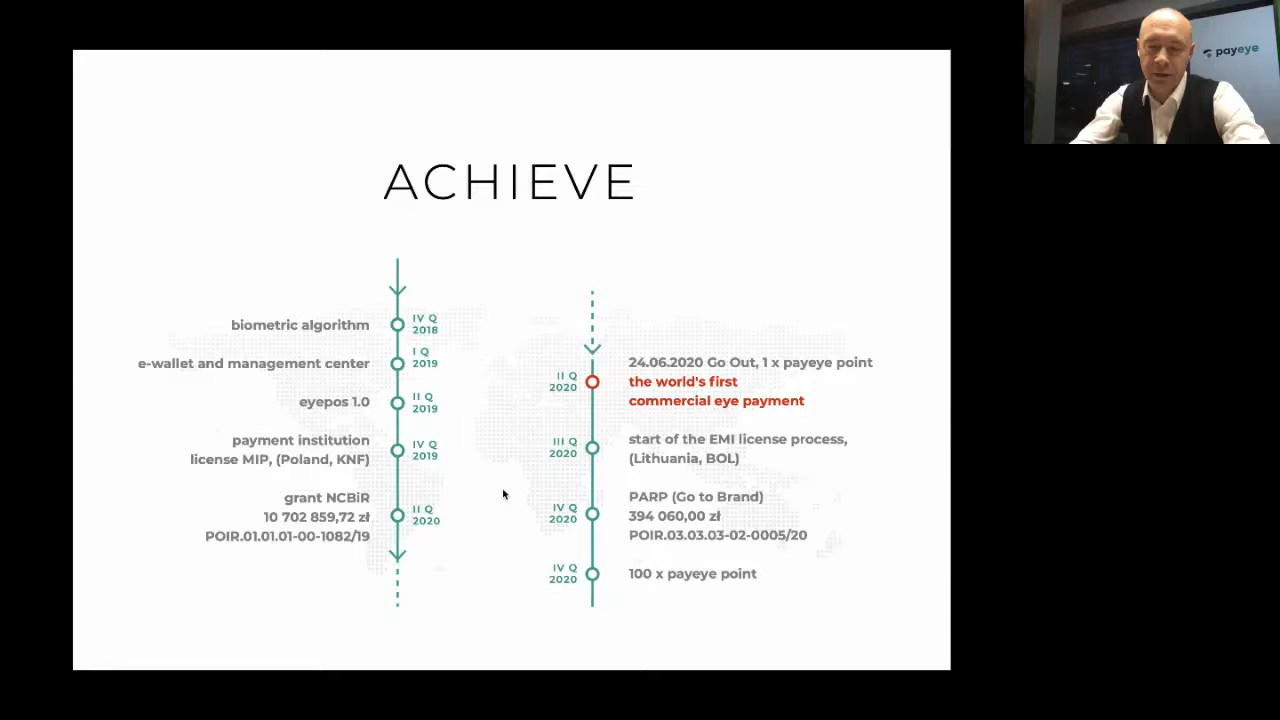 payeye
ACHIEVE
biometric algorithm
IV Q
2018
e-wallet and management center
I Q
2019
eyepos 1.0
II Q
2019
payment institution
license MIP, (Poland, KNF)
IV Q
2019
grant NCBiR
10 702 859,72 zł
POIR.01.01.01-00-1082/19
II Q
2020
II Q
2020
24.06.2020 Go Out, 1 x payeye point
the world's first
commercial eye payment
III Q
2020
start of the EMI license process,
(Lithuania, BOL)
IV Q
2020
PARP (Go to Brand)
394 060,00 zł
POIR.03.03.03-02-0005/20
IV Q
2020
100 x payeye point